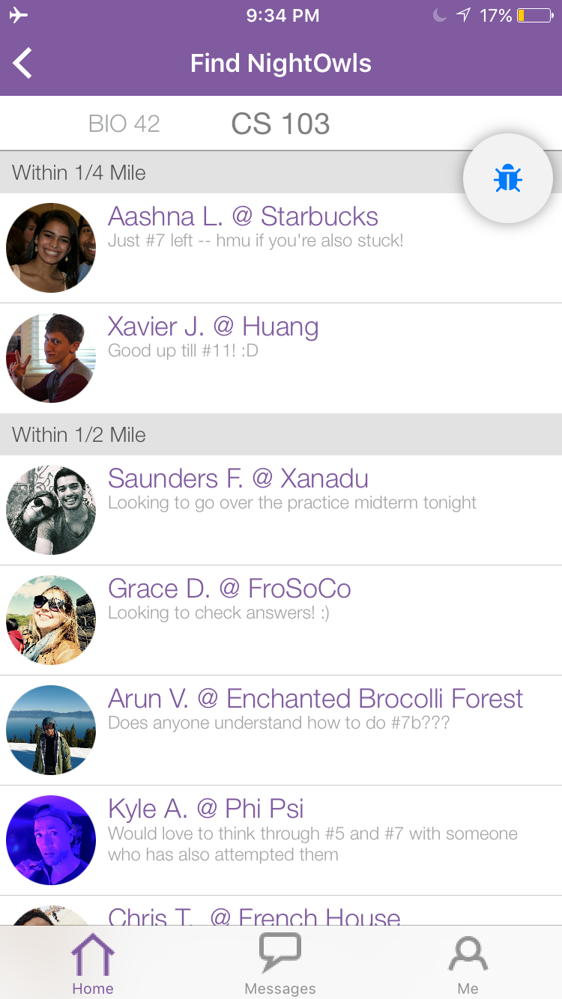 9:34 PM
17%
Find NightOwls
BIO 42
CS 103
Within 1/4 Mile
Aashna L. @ Starbucks
Just #7 left -- hmu if you're also stuck!
Xavier J. @ Huang
Good up till #11! :D
Within 1/2 Mile
Saunders F. @ Xanadu
Looking to go over the practice midterm tonight
Grace D. @ FroSoCo
Looking to check answers! :)
Arun V. @ Enchanted Brocolli Forest
Does anyone understand how to do #7b???
Kyle A. @ Phi Psi
Would love to think through #5 and #7 with someone
who has also attempted them
Chris T. @ French House
Home
Messages
Me